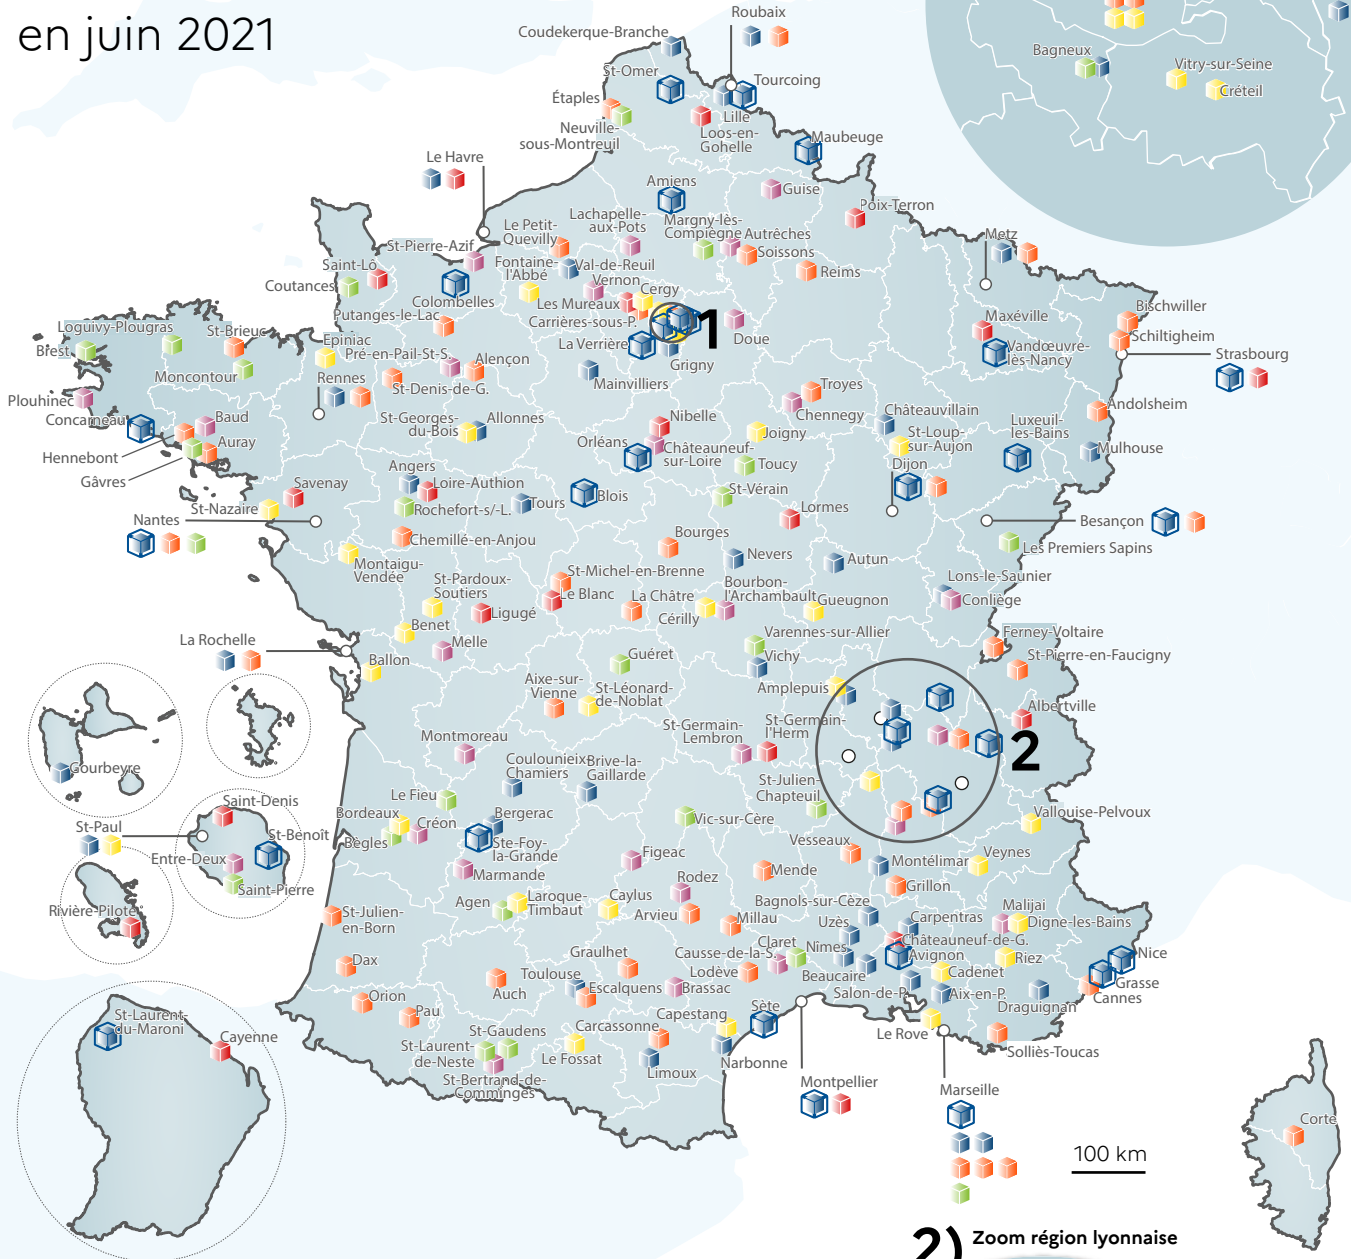 en juin 2021
Roubaix
Coudekerque-Branche
St-Omer
Tourcoing
Étaples
Lille
Neuville-
sous-Montreuil
Loos-en-
Gohelle
Maubeuge
Bagneux
Vitry-sur-Seine
Créteil
Le Havre
Amiens
Guise
Poix-Terron
Lachapelle-
aux-Pots
Margny-lès-
Compiègne
Autrêches
Soissons
Reims
Metz
Le Petit-
Quevilly
St-Pierre-Azif
Fontaine-
l'Abbé
Val-de-Reuil
Vernon
Cergy
Saint-Lô
Coutances
Colombelles
Les Mureaux
Carrières-sous-P.
1
Putanges-le-Lac
La Verrière
Grigny
Doue
Maxéville
Vandœuvre-
lès-Nancy
Bischwiller
Schiltigheim
Strasbourg
Loguivy-Plougras
St-Brieuc
Brest
Moncontour
Epiniac
Pré-en-Pail-St-S.
Alençon
Rennes
St-Denis-de-G.
Mainvilliers
Plouhinec
Concarneau
Baud
Auray
Hennebont
Gâvres
St-Georges-
du-Bois
Allonnes
Nibelle
Orléans
Châteauneuf-
sur-Loire
Troyes
Chennegy
Joigny
Toucy
Châteauvillain
St-Loup-
sur-Aujon
Dijon
Luxeuil-
les-Bains
Andolsheim
Mulhouse
Angers
Loire-Authion
Savenay
St-Nazaire
Rochefort-s/-L.
Tours
Blois
St-Vérain
Lormes
Nantes
Chemillé-en-Anjou
Bourges
Nevers
Autun
Besançon
Les Premiers Sapins
Montaigu-
Vendée
St-Pardoux-
Soutiers
St-Michel-en-Brenne
Le Blanc
La Châtre
Bourbon-
l'Archambault
Gueugnon
Lons-le-Saunier
Conliège
Ligugé
Cérilly
Benet
Melle
La Rochelle
Ballon
Guéret
Varennes-sur-Allier
Vichy
Ferney-Voltaire
St-Pierre-en-Faucigny
Amplepuis
Aixe-sur-
Vienne
St-Léonard-
de-Noblat
St-Germain-
Lembron
St-Germain-
l'Herm
Albertville
2
Montmoreau
Coulounieix-
Chamiers
Brive-la-
Gaillarde
Gourbeyre
St-Julien-
Chapteuil
Saint-Denis
St-Paul
St-Benoît
Entre-Deux
Saint-Pierre
Rivière-Pilote
Le Fieu
Bordeaux
Créon
Bègles
Bergerac
Ste-Foy-
la-Grande
Vic-sur-Cère
Vesseaux
Vallouise-Pelvoux
Marmande
Figeac
Rodez
Mende
Montélimar
Veynes
Grillon
Agen
Laroque-
Timbaut
Caylus
Arvieu
Millau
Bagnols-sur-Cèze
Uzès
Carpentras
Malijai
Digne-les-Bains
St-Julien-
en-Born
Châteauneuf-de-G.
Avignon
Riez
Nice
Grasse
Cannes
Dax
Graulhet
Causse-de-la-S.
Claret
Nîmes
Lodève
Beaucaire
Cadenet
Toulouse
Escalquens
Brassac
Salon-de-P.
Aix-en-P.
Draguignan
Auch
Orion
Pau
Capestang
Sète
Le Rove
Solliès-Toucas
St-Gaudens
Carcassonne
St-Laurent-
de-Neste
Le Fossat
St-Bertrand-de-
Comminges
Limoux
Narbonne
Montpellier
Marseille
St-Laurent-
du-Maroni
Cayenne
Corte
100 km
2) Zoom région lyonnaise